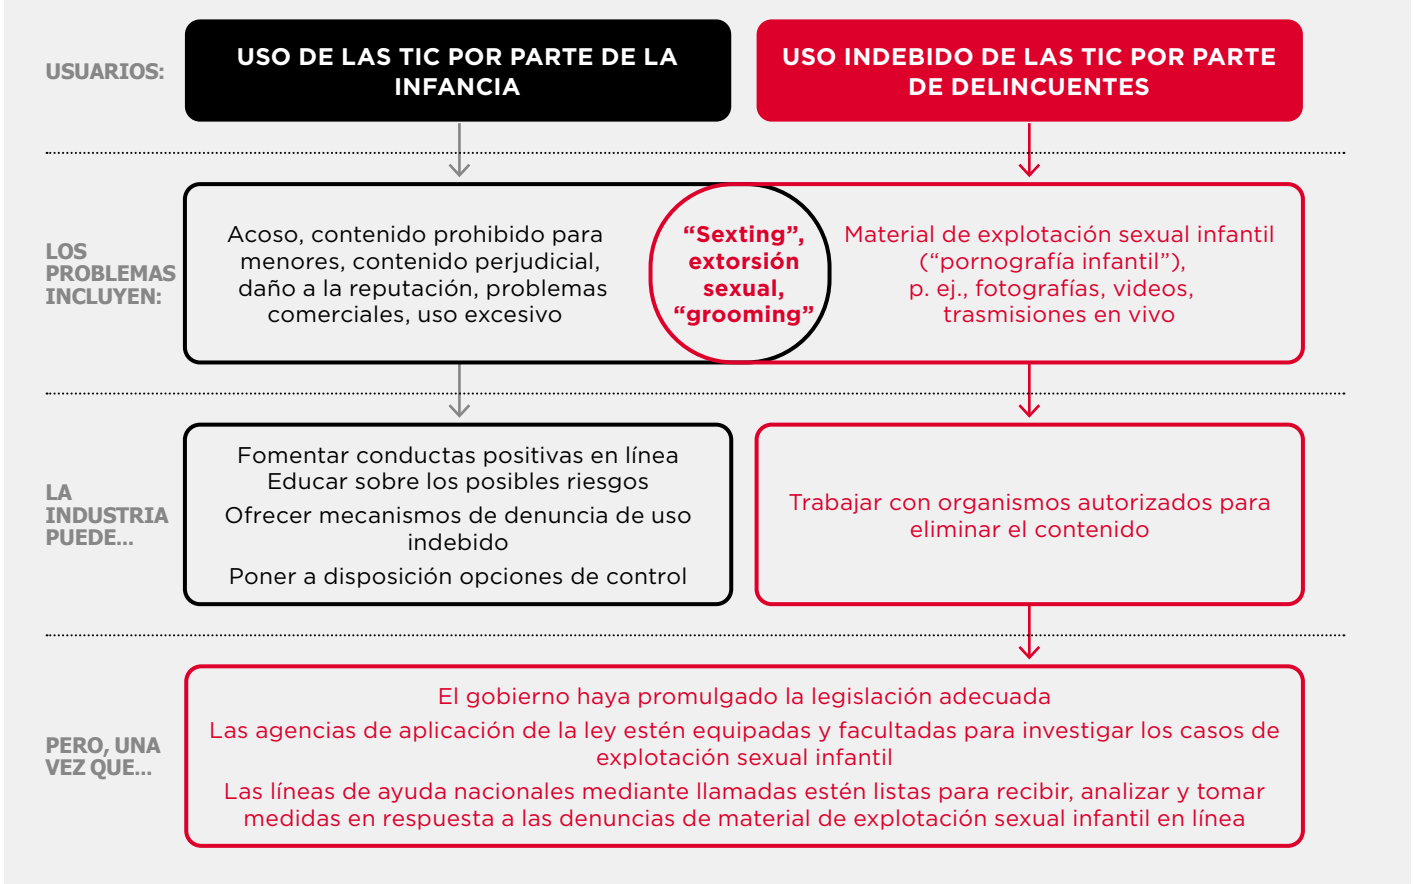 USUARIOS:
USO DE LAS TIC POR PARTE DE LA
INFANCIA
USO INDEBIDO DE LAS TIC POR PARTE
DE DELINCUENTES
LOS
PROBLEMAS
INCLUYEN:
Acoso, contenido prohibido para
menores, contenido perjudicial,
daño a la reputación, problemas
comerciales, uso excesivo
“Sexting”,
extorsión
sexual,
“grooming”
Material de explotación sexual infantil
(“pornografía infantil”),
p. ej., fotografías, videos,
trasmisiones en vivo
LA
INDUSTRIA
PUEDE...
Fomentar conductas positivas en línea
Educar sobre los posibles riesgos
Ofrecer mecanismos de denuncia de uso
indebido
Poner a disposición opciones de control
Trabajar con organismos autorizados para
eliminar el contenido
PERO, UNA
VEZ QUE...
El gobierno haya promulgado la legislación adecuada
Las agencias de aplicación de la ley estén equipadas y facultadas para investigar los casos de
explotación sexual infantil
Las líneas de ayuda nacionales mediante llamadas estén listas para recibir, analizar y tomar
medidas en respuesta a las denuncias de material de explotación sexual infantil en línea